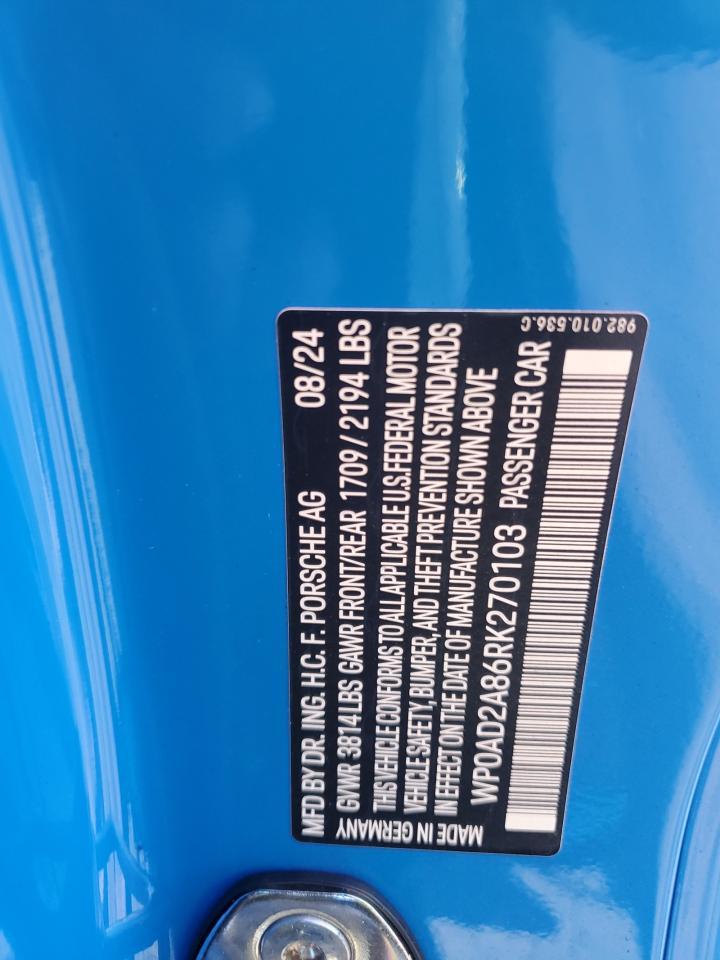 MFD BY DR. ING. H.C. F. PORSCHE AG 08/24
GVWR 3814 LBS GAWR FRONT/REAR 1709/2194 LBS
THIS VEHICLE CONFORMS TO ALL APPLICABLE U.S. FEDERAL MOTOR
VEHICLE SAFETY, BUMPER, AND THEFT PREVENTION STANDARDS
IN EFFECT ON THE DATE OF MANUFACTURE SHOWN ABOVE
WP0AD2A86RK270103 PASSENGER CAR
MADE IN GERMANY
982.010.536.C